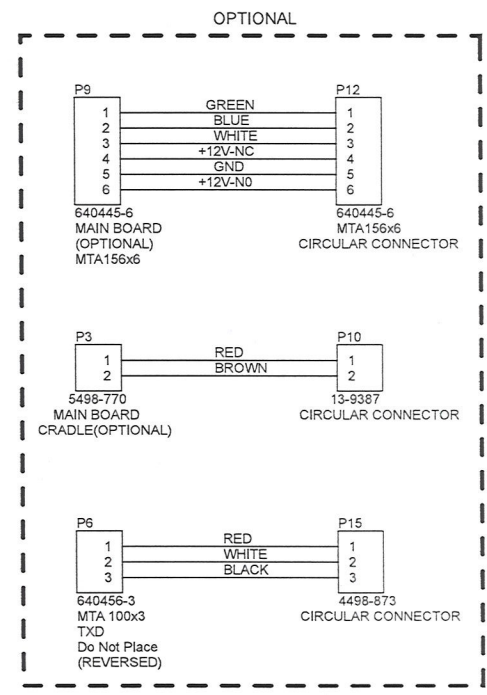 OPTIONAL
P9
P12
1 GREEN 1
2 BLUE 2
3 WHITE 3
4 +12V-NC 4
5 GND 5
6 +12V-N0 6
640445-6
MAIN BOARD
(OPTIONAL)
MTA156x6
640445-6
MTA156x6
CIRCULAR CONNECTOR
P3
P10
1 RED 1
2 BROWN 2
5498-770
MAIN BOARD
CRADLE(OPTIONAL)
13-9387
CIRCULAR CONNECTOR
P6
P15
1 RED 1
2 WHITE 2
3 BLACK 3
640456-3
MTA 100x3
TXD
Do Not Place
(REVERSED)
4498-873
CIRCULAR CONNECTOR